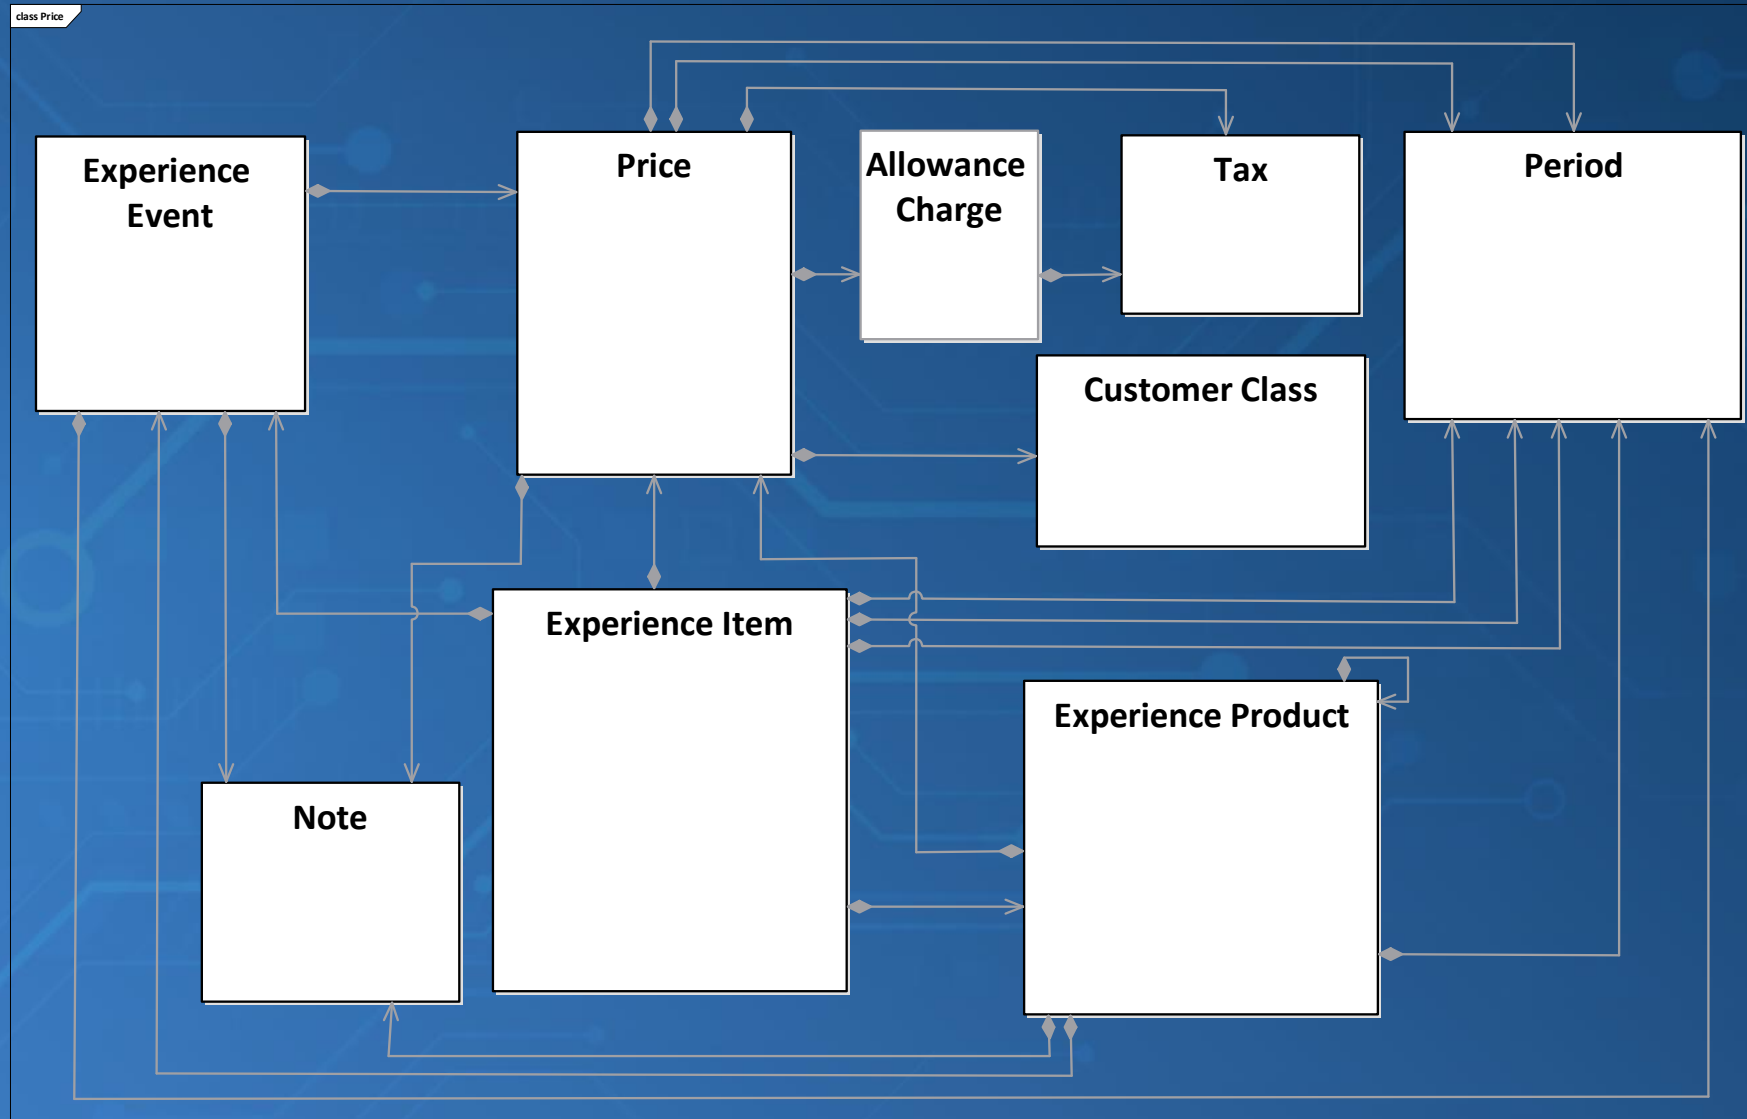 class Price
Experience
Event
Price
Allowance
Charge
Tax
Period
Customer Class
Experience Item
Experience Product
Note